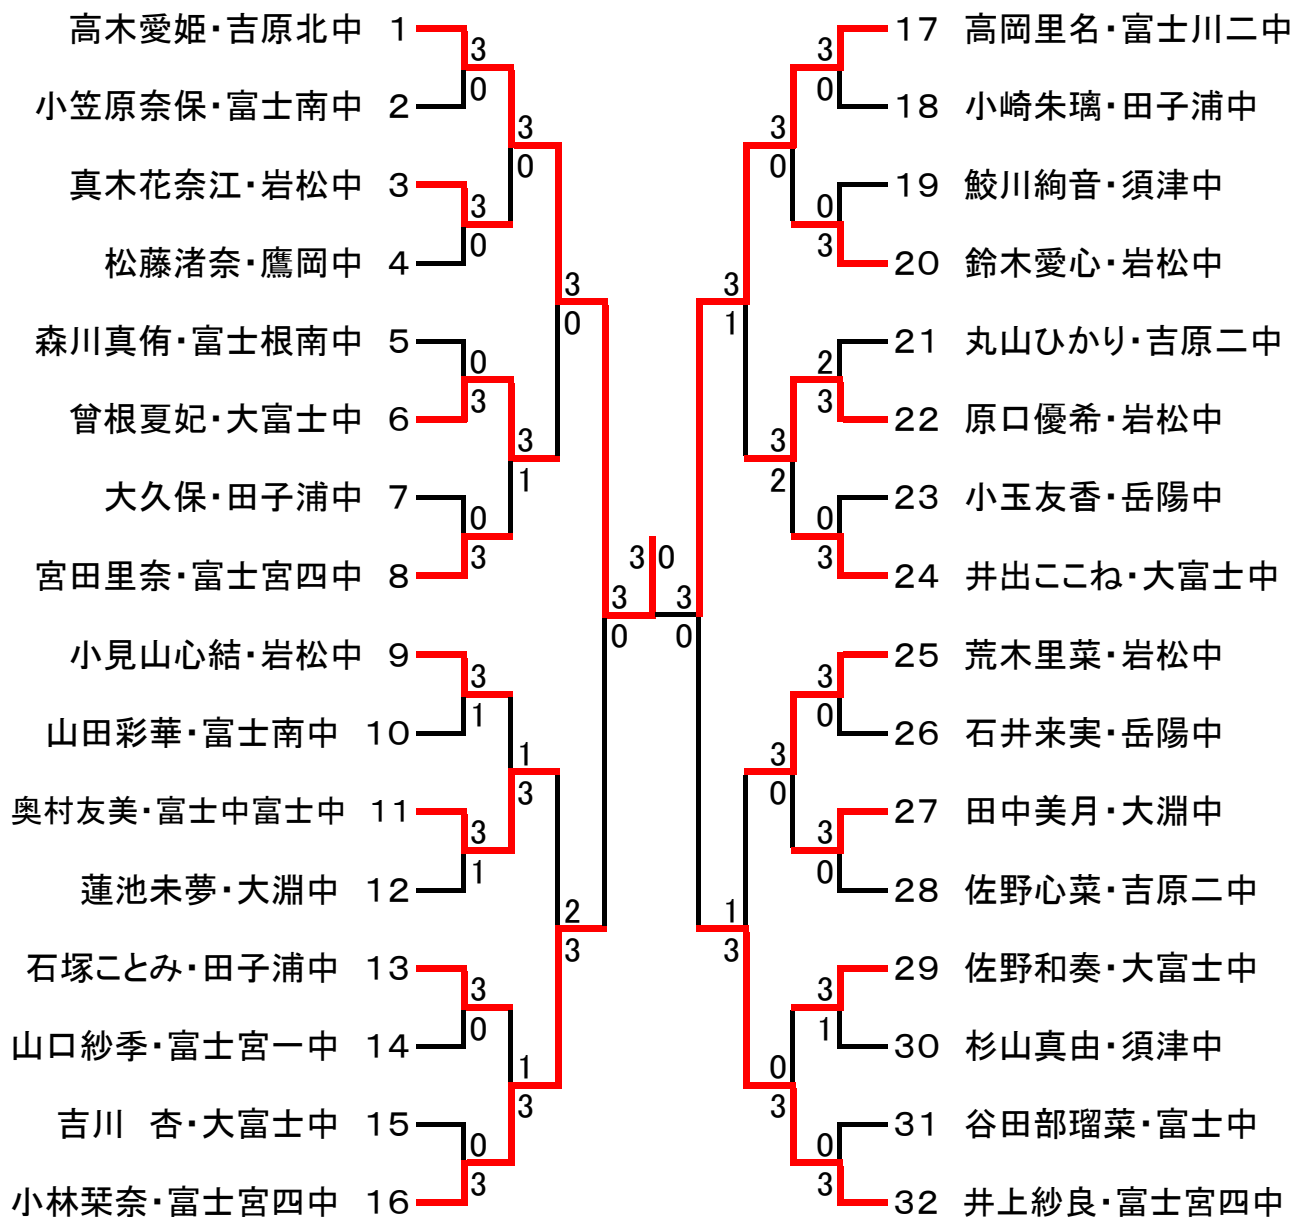 高木愛姫・吉原北中 1
3
0
小笠原奈保・富士南中 2
3
0
真木花奈江・岩松中 3
3
0
松藤渚奈・鷹岡中 4
3
0
森川真侑・富士根南中 5
0
3
曾根夏妃・大富士中 6
3
1
大久保・田子浦中 7
0
3
宮田里奈・富士宮四中 8
3
0
小見山心結・岩松中 9
3
1
山田彩華・富士南中 10
1
3
奥村友美・富士中富士中 11
3
1
蓮池未夢・大淵中 12
2
3
石塚ことみ・田子浦中 13
3
0
山口紗季・富士宮一中 14
1
3
吉川 杏・大富士中 15
0
3
小林栞奈・富士宮四中 16
3 0
17 高岡里名・富士川二中
3
0
18 小崎朱璃・田子浦中
3
0
19 鮫川絢音・須津中
0
3
20 鈴木愛心・岩松中
3
1
21 丸山ひかり・吉原二中
2
3
22 原口優希・岩松中
3
2
23 小玉友香・岳陽中
0
3
24 井出ここね・大富士中
3
0
25 荒木里菜・岩松中
3
0
26 石井来実・岳陽中
3
0
27 田中美月・大淵中
3
0
28 佐野心菜・吉原二中
1
3
29 佐野和奏・大富士中
3
1
30 杉山真由・須津中
0
3
31 谷田部瑠菜・富士中
0
3
32 井上紗良・富士宮四中